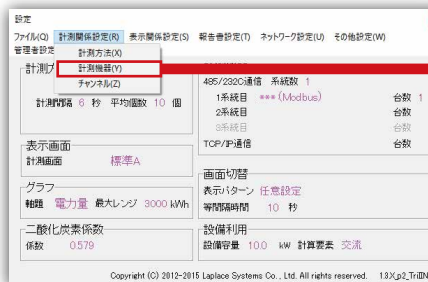 設定
ファイル(Q) 計測関係設定(R) 表示関係設定(S) 報告書設定(T) ネットワーク設定(U) その他設定(W)
管理者設定
計測方法(X)
計測機器(Y)
チャンネル(Z)
計測方
計測間隔 6 秒 平均個数 10 個
485/232C通信 系統数 1
1系統目 ***(Modbus) 台数 1
2系統目 台数
3系統目 台数
TCP/IP通信 台数
表示画面
計測画面 標準A
グラフ
軸題 電力量 最大レンジ 3000 kWh
二酸化炭素係数
係数 0.579
画面切替
表示パターン 任意設定
等間隔時間 10 秒
設備利用
設備容量 10.0 kW 計算要素 交流
Copyright (C) 2012-2015 Laplace Systems Co., Ltd. All rights reserved.